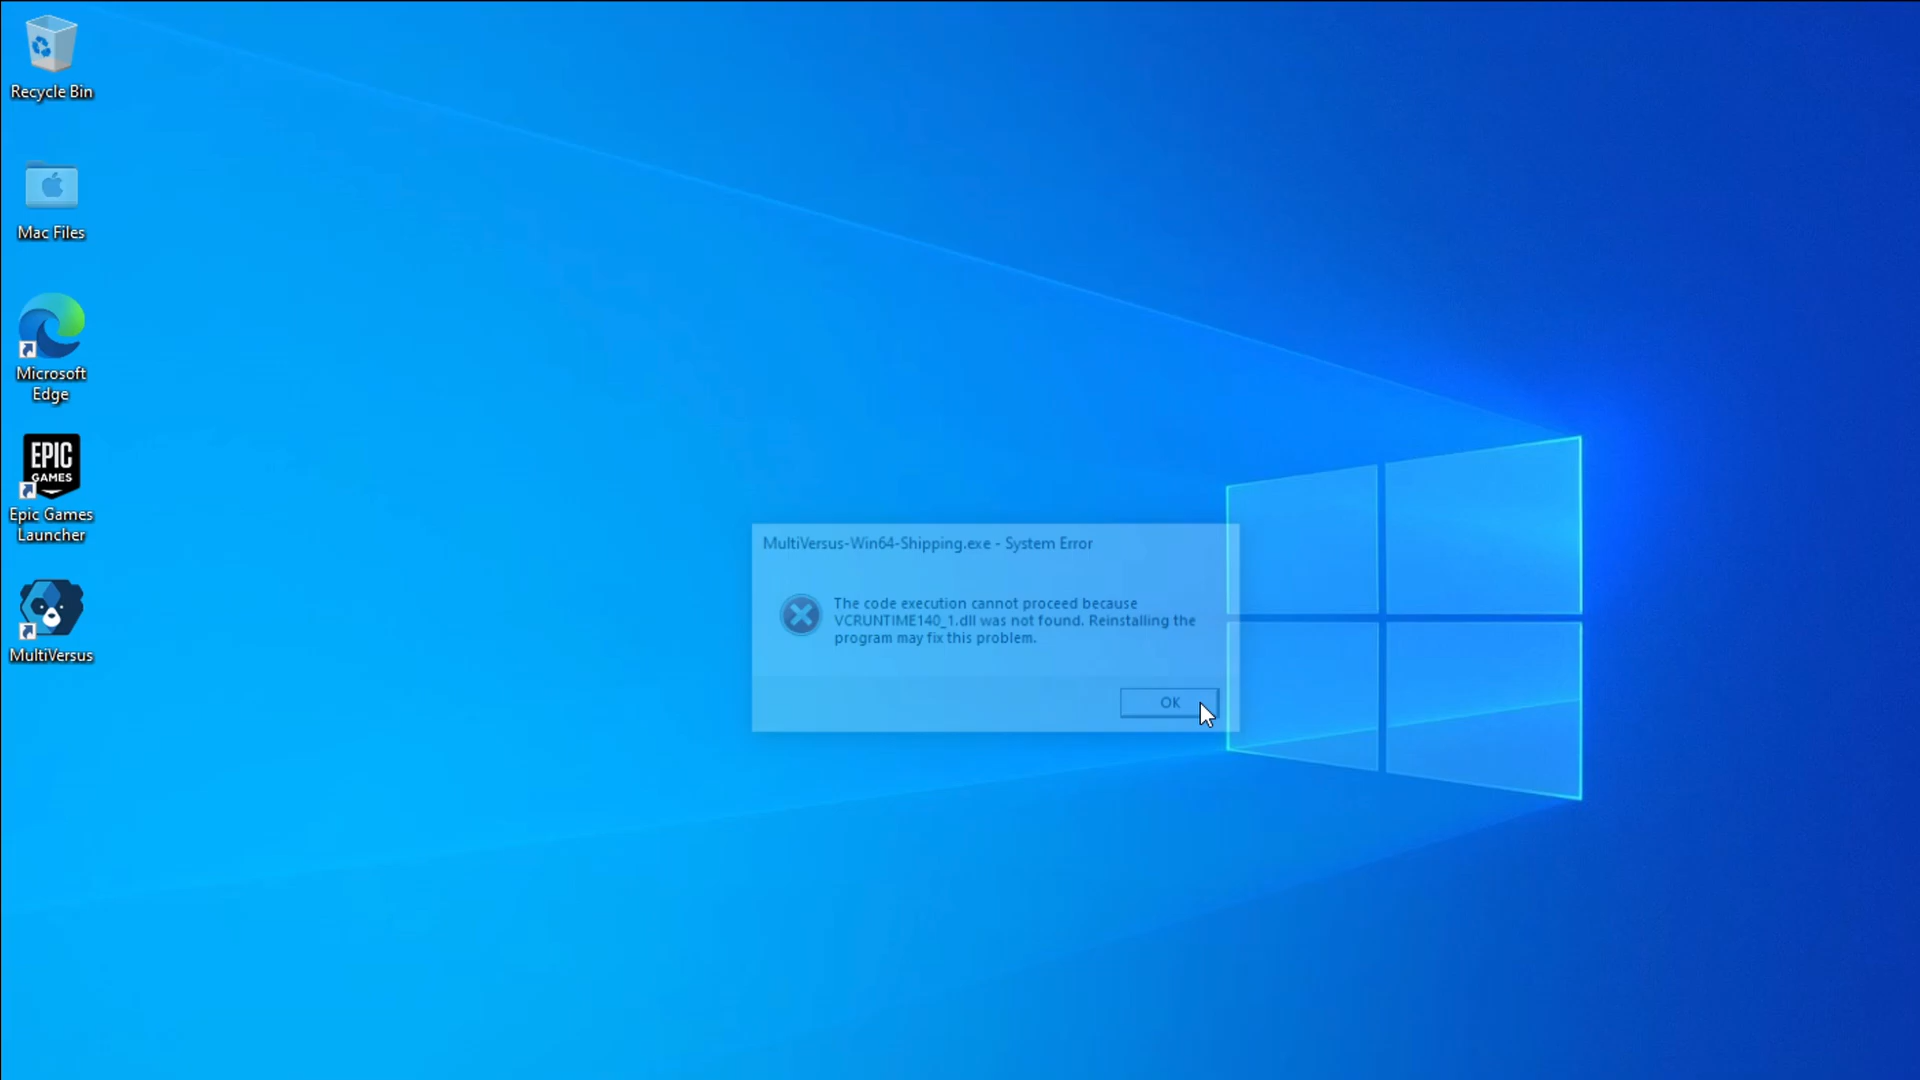 Recycle Bin
Mac Files
Microsoft
Edge
EPIC
GAMES
Epic Games
Launcher
MultiVersus
MultiVersus-Win64-Shipping.exe - System Error
The code execution cannot proceed because
VCRUNTIME140_1.dll was not found. Reinstalling the
program may fix this problem.
OK